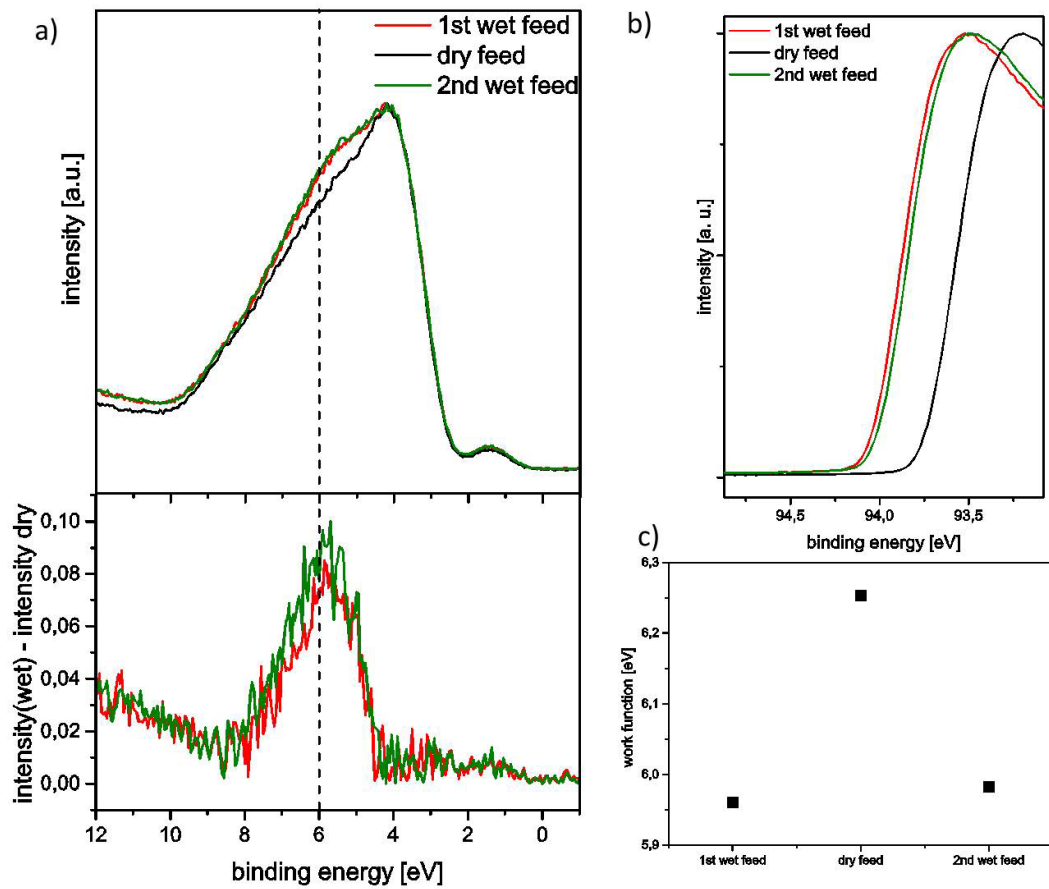 a)
1st wet feed
dry feed
2nd wet feed
intensity [a.u.]
intensity(wet) - intensity dry
0,10
0,08
0,06
0,04
0,02
0,00
12 10 8 6 4 2 0
binding energy [eV]
b)
1st wet feed
dry feed
2nd wet feed
intensity [a. u.]
94,5 94,0 93,5
binding energy [eV]
c)
6,3
6,2
6,1
6,0
5,9
work function [eV]
1st wet feed dry feed 2nd wet feed